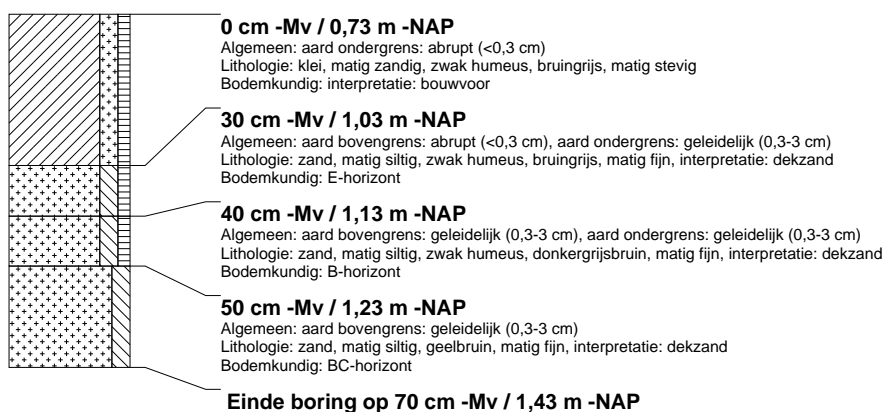 0 cm -Mv / 0,73 m -NAP
Algemeen: aard ondergrens: abrupt (<0,3 cm)
Lithologie: klei, matig zandig, zwak humeus, bruingrijs, matig stevig
Bodemkundig: interpretatie: bouwvoor
30 cm -Mv / 1,03 m -NAP
Algemeen: aard bovengrens: abrupt (<0,3 cm), aard ondergrens: geleidelijk (0,3-3 cm)
Lithologie: zand, matig siltig, zwak humeus, bruingrijs, matig fijn, interpretatie: dekzand
Bodemkundig: E-horizont
40 cm -Mv / 1,13 m -NAP
Algemeen: aard bovengrens: geleidelijk (0,3-3 cm), aard ondergrens: geleidelijk (0,3-3 cm)
Lithologie: zand, matig siltig, zwak humeus, donkergrijsbruin, matig fijn, interpretatie: dekzand
Bodemkundig: B-horizont
50 cm -Mv / 1,23 m -NAP
Algemeen: aard bovengrens: geleidelijk (0,3-3 cm)
Lithologie: zand, matig siltig, geelbruin, matig fijn, interpretatie: dekzand
Bodemkundig: BC-horizont
Einde boring op 70 cm -Mv / 1,43 m -NAP